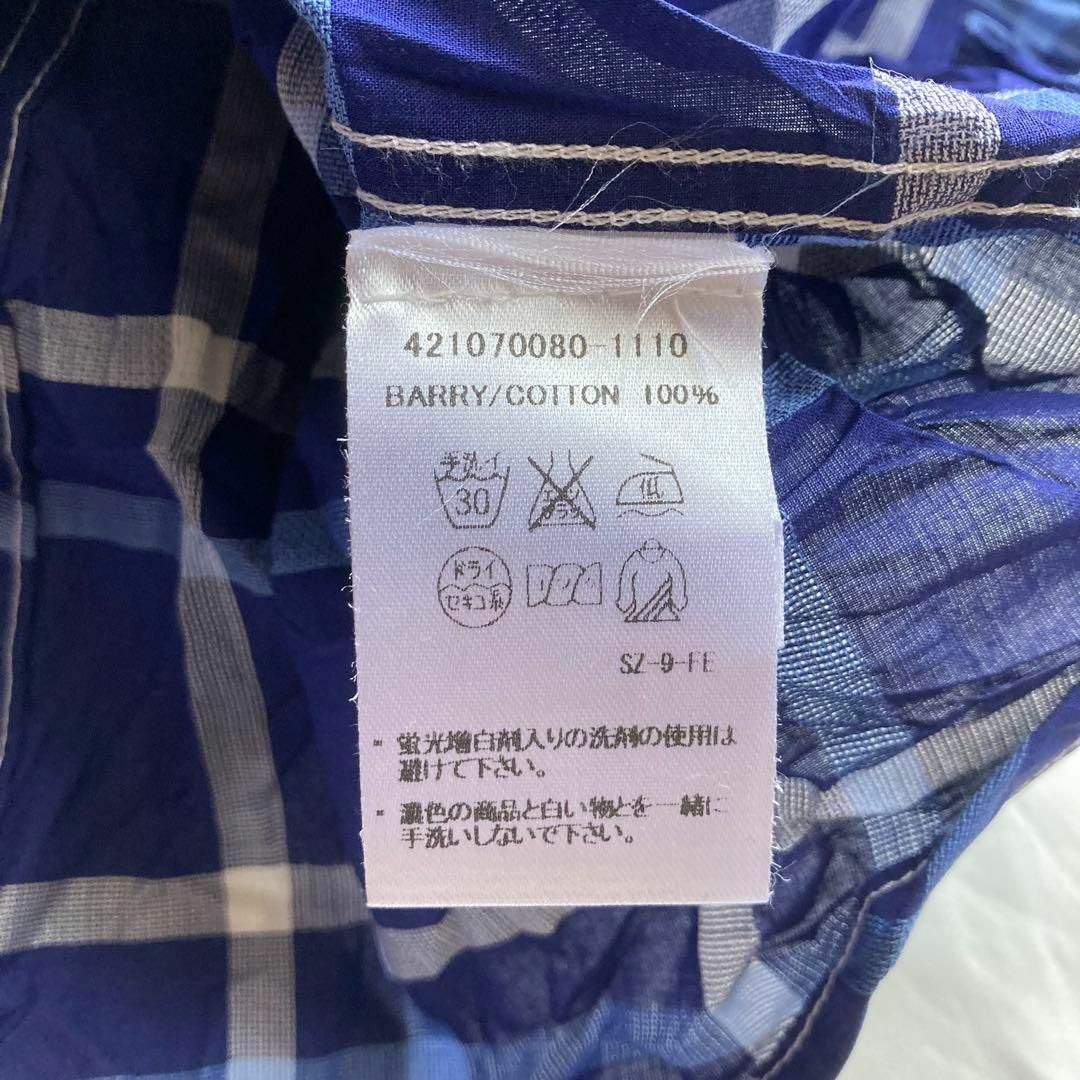 421070080-1110
BARRY/COTTON 100%
手洗イ
30
低
ドライ
セキユ系
SZ-9-FE
・蛍光増白剤入りの洗剤の使用は
避けて下さい。
・濃色の商品と白い物とを一緒に
手洗いしないで下さい。